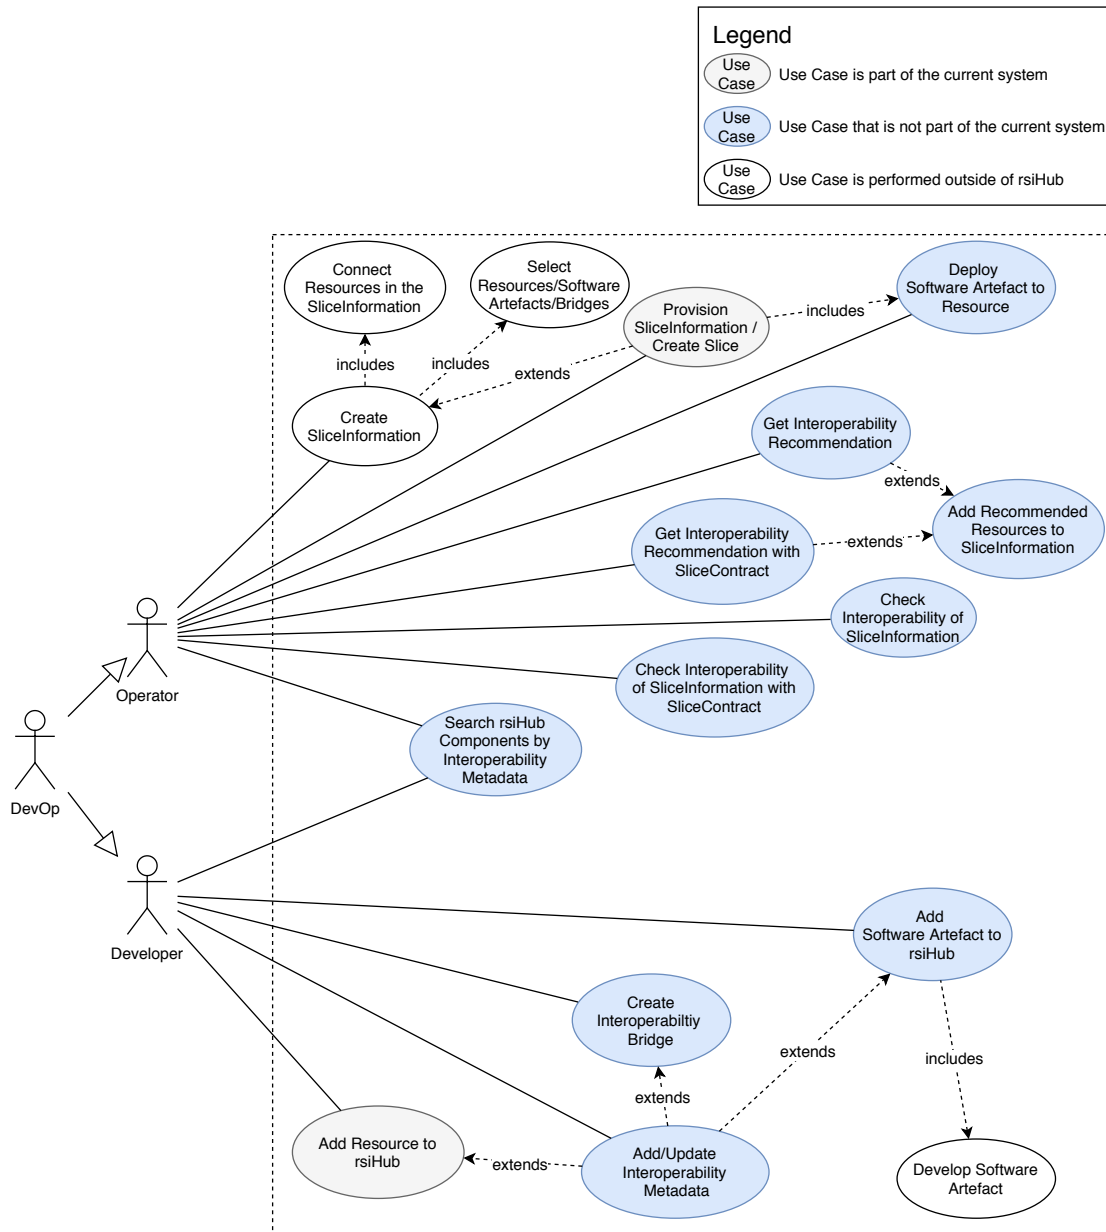 Legend
Use
Case
Use Case is part of the current system
Use
Case
Use Case that is not part of the current system
Use
Case
Use Case is performed outside of rsiHub
Connect
Resources in the
SliceInformation
Select
Resources/Software
Artefacts/Bridges
Provision
SliceInformation /
Create Slice
includes
Deploy
Software Artefact to
Resource
includes
includes
extends
Create
SliceInformation
Get Interoperability
Recommendation
extends
Add Recommended
Resources to
SliceInformation
Get Interoperability
Recommendation with
SliceContract
extends
Check
Interoperability of
SliceInformation
Operator
Check Interoperability
of SliceInformation with
SliceContract
Search rsiHub
Components by
Interoperability
Metadata
DevOp
Developer
Add
Software Artefact to
rsiHub
Create
Interoperabiltiy
Bridge
extends
includes
extends
Add Resource to
rsiHub
extends
Add/Update
Interoperability
Metadata
Develop Software
Artefact